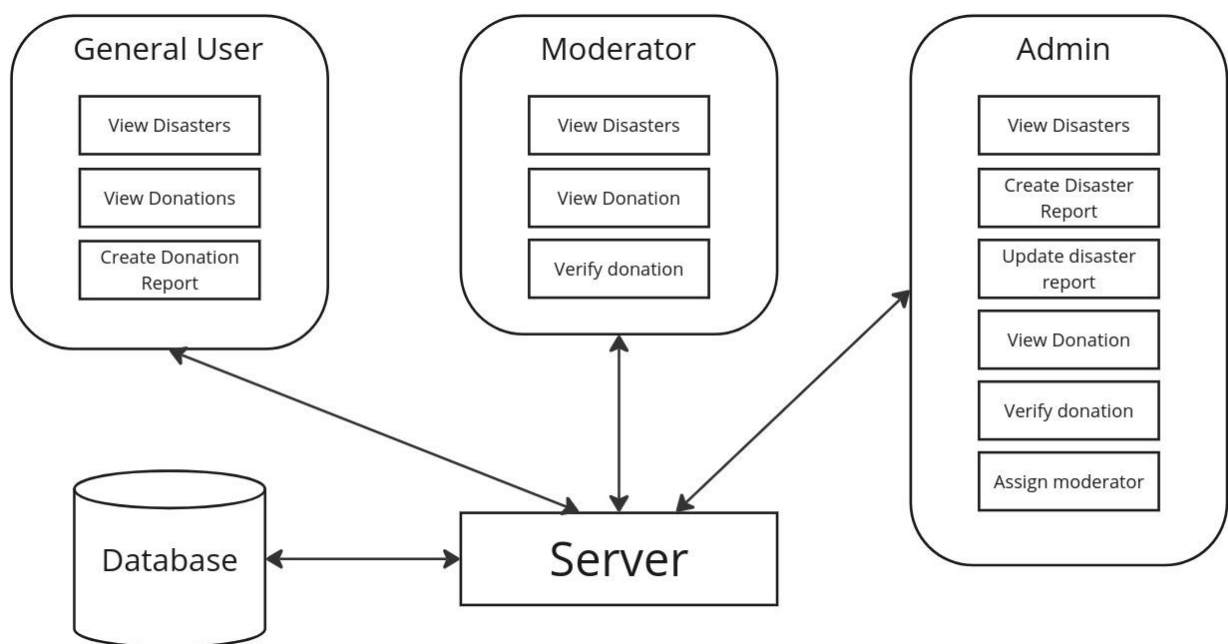 General User
View Disasters
View Donations
Create Donation
Report
Moderator
View Disasters
View Donation
Verify donation
Admin
View Disasters
Create Disaster
Report
Update disaster
report
View Donation
Verify donation
Assign moderator
Database
Server